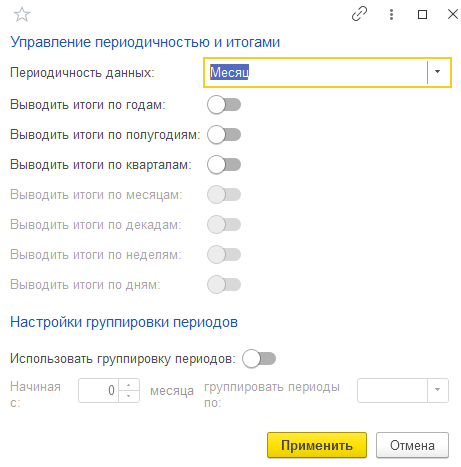 Управление периодичностью и итогами
Периодичность данных: Месяц
Выводить итоги по годам:
Выводить итоги по полугодиям:
Выводить итоги по кварталам:
Выводить итоги по месяцам:
Выводить итоги по декадам:
Выводить итоги по неделям:
Выводить итоги по дням:
Настройки группировки периодов
Использовать группировку периодов:
Начиная с: 0 месяца группировать периоды по:
Применить Отмена